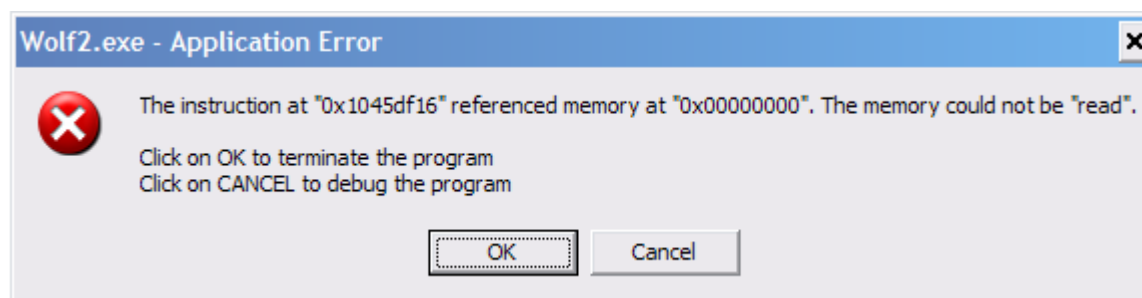 Wolf2.exe - Application Error
The instruction at "0x1045df16" referenced memory at "0x00000000". The memory could not be "read".
Click on OK to terminate the program
Click on CANCEL to debug the program
OK
Cancel